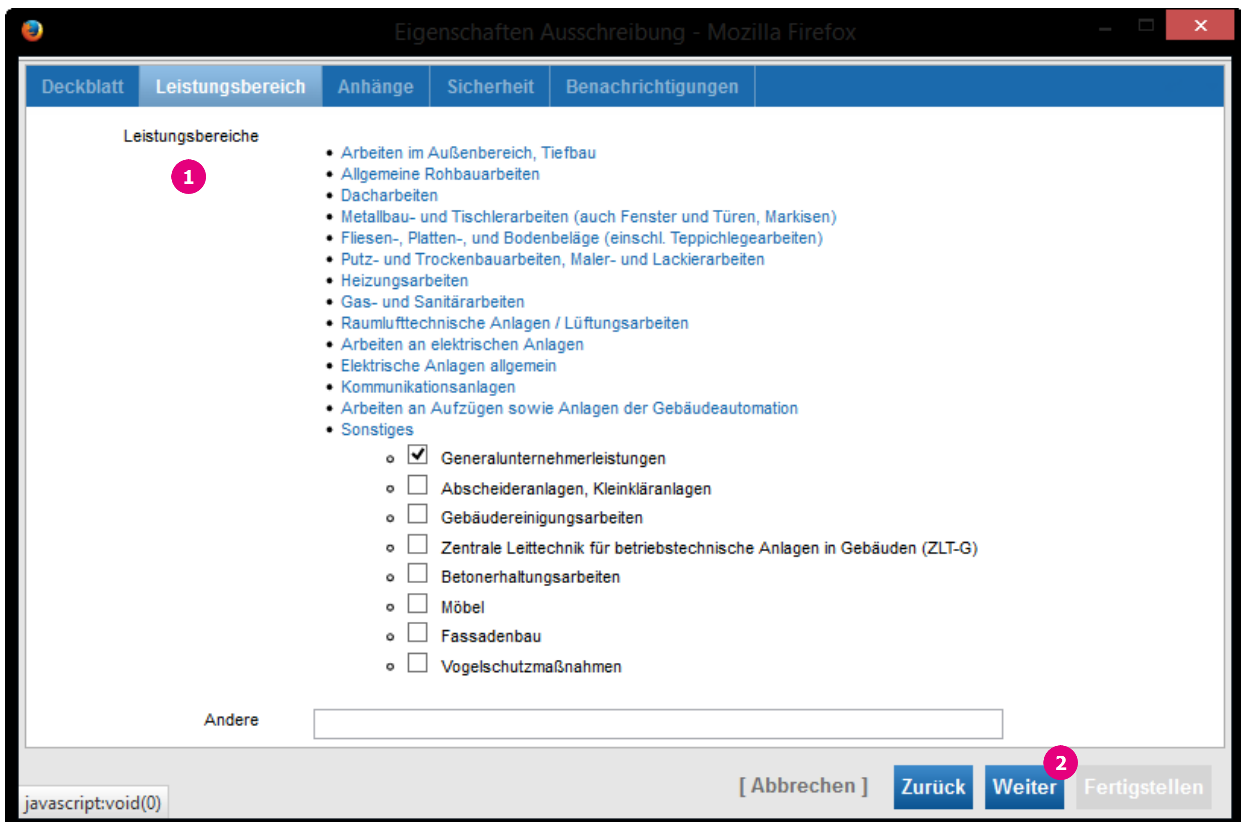 Eigenschaften Ausschreibung - Mozilla Firefox
Deckblatt Leistungsbereich Anhänge Sicherheit Benachrichtigungen
Leistungsbereiche
1
• Arbeiten im Außenbereich, Tiefbau
• Allgemeine Rohbauarbeiten
• Dacharbeiten
• Metallbau- und Tischlerarbeiten (auch Fenster und Türen, Markisen)
• Fliesen-, Platten-, und Bodenbeläge (einschl. Teppichlegearbeiten)
• Putz- und Trockenbauarbeiten, Maler- und Lackierarbeiten
• Heizungsarbeiten
• Gas- und Sanitärarbeiten
• Raumlufttechnische Anlagen / Lüftungsarbeiten
• Arbeiten an elektrischen Anlagen
• Elektrische Anlagen allgemein
• Kommunikationsanlagen
• Arbeiten an Aufzügen sowie Anlagen der Gebäudeautomation
• Sonstiges
Generalunternehmerleistungen
Abscheideranlagen, Kleinkläranlagen
Gebäudereinigungsarbeiten
Zentrale Leittechnik für betriebstechnische Anlagen in Gebäuden (ZLT-G)
Betonerhaltungsarbeiten
Möbel
Fassadenbau
Vogelschutzmaßnahmen
Andere
2
[ Abbrechen ] Zurück Weiter Fertigstellen
javascript:void(0)